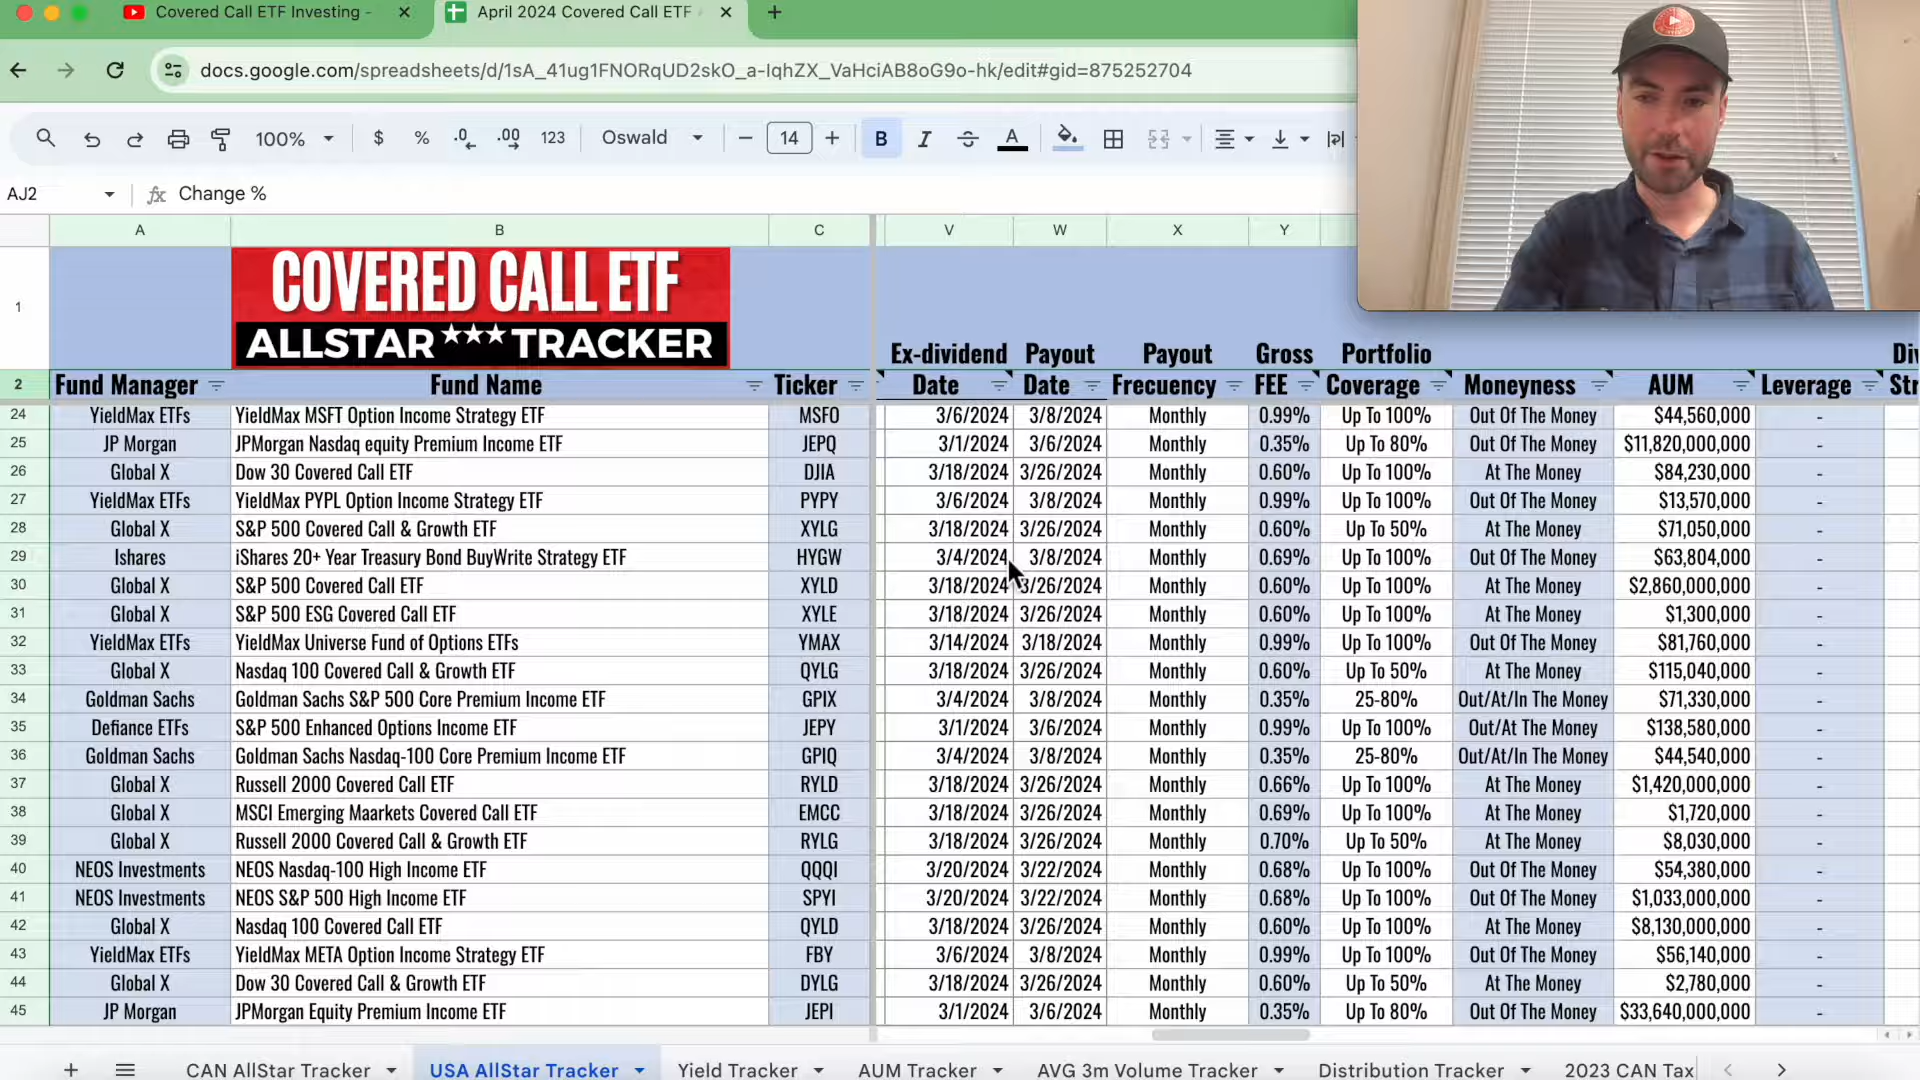 Covered Call ETF Investing -
April 2024 Covered Call ETF
docs.google.com/spreadsheets/d/1sA_41ug1FNORqUD2skO_a-IqhZX_VaHciAB8oG9o-hk/edit#gid=875252704
100% $ % .0 .00 123 Oswald 14 B I A
AJ2 fx Change %
A B C V W X Y
1 COVERED CALL ETF
ALLSTAR ★★★ TRACKER
Ex-dividend Payout Payout Gross Portfolio
2 Fund Manager Fund Name Ticker Date Date Frecuency FEE Coverage Moneyness AUM Leverage
24 YieldMax ETFs YieldMax MSFT Option Income Strategy ETF MSFO 3/6/2024 3/8/2024 Monthly 0.99% Up To 100% Out Of The Money $44,560,000 -
25 JP Morgan JPMorgan Nasdaq equity Premium Income ETF JEPQ 3/1/2024 3/6/2024 Monthly 0.35% Up To 80% Out Of The Money $11,820,000,000 -
26 Global X Dow 30 Covered Call ETF DJIA 3/18/2024 3/26/2024 Monthly 0.60% Up To 100% At The Money $84,230,000 -
27 YieldMax ETFs YieldMax PYPL Option Income Strategy ETF PYPY 3/6/2024 3/8/2024 Monthly 0.99% Up To 100% Out Of The Money $13,570,000 -
28 Global X S&P 500 Covered Call & Growth ETF XYLG 3/18/2024 3/26/2024 Monthly 0.60% Up To 50% At The Money $71,050,000 -
29 Ishares iShares 20+ Year Treasury Bond BuyWrite Strategy ETF HYGW 3/4/2024 3/8/2024 Monthly 0.69% Up To 100% Out Of The Money $63,804,000 -
30 Global X S&P 500 Covered Call ETF XYLD 3/18/2024 3/26/2024 Monthly 0.60% Up To 100% At The Money $2,860,000,000 -
31 Global X S&P 500 ESG Covered Call ETF XYLE 3/18/2024 3/26/2024 Monthly 0.60% Up To 100% At The Money $1,300,000 -
32 YieldMax ETFs YieldMax Universe Fund of Options ETFs YMAX 3/14/2024 3/18/2024 Monthly 0.99% Up To 100% Out Of The Money $81,760,000 -
33 Global X Nasdaq 100 Covered Call & Growth ETF QYLG 3/18/2024 3/26/2024 Monthly 0.60% Up To 50% At The Money $115,040,000 -
34 Goldman Sachs Goldman Sachs S&P 500 Core Premium Income ETF GPIX 3/4/2024 3/8/2024 Monthly 0.35% 25-80% Out/At/In The Money $71,330,000 -
35 Defiance ETFs S&P 500 Enhanced Options Income ETF JEPY 3/1/2024 3/6/2024 Monthly 0.99% Up To 100% Out/At The Money $138,580,000 -
36 Goldman Sachs Goldman Sachs Nasdaq-100 Core Premium Income ETF GPIQ 3/4/2024 3/8/2024 Monthly 0.35% 25-80% Out/At/In The Money $44,540,000 -
37 Global X Russell 2000 Covered Call ETF RYLD 3/18/2024 3/26/2024 Monthly 0.66% Up To 100% At The Money $1,420,000,000 -
38 Global X MSCI Emerging Maarkets Covered Call ETF EMCC 3/18/2024 3/26/2024 Monthly 0.69% Up To 100% At The Money $1,720,000 -
39 Global X Russell 2000 Covered Call & Growth ETF RYLG 3/18/2024 3/26/2024 Monthly 0.70% Up To 50% At The Money $8,030,000 -
40 NEOS Investments NEOS Nasdaq-100 High Income ETF QQQI 3/20/2024 3/22/2024 Monthly 0.68% Up To 100% Out Of The Money $54,380,000 -
41 NEOS Investments NEOS S&P 500 High Income ETF SPYI 3/20/2024 3/22/2024 Monthly 0.68% Up To 100% Out Of The Money $1,033,000,000 -
42 Global X Nasdaq 100 Covered Call ETF QYLD 3/18/2024 3/26/2024 Monthly 0.60% Up To 100% At The Money $8,130,000,000 -
43 YieldMax ETFs YieldMax META Option Income Strategy ETF FBY 3/6/2024 3/8/2024 Monthly 0.99% Up To 100% Out Of The Money $56,140,000 -
44 Global X Dow 30 Covered Call & Growth ETF DYLG 3/18/2024 3/26/2024 Monthly 0.60% Up To 50% At The Money $2,780,000 -
45 JP Morgan JPMorgan Equity Premium Income ETF JEPI 3/1/2024 3/6/2024 Monthly 0.35% Up To 80% Out Of The Money $33,640,000,000 -
CAN AllStar Tracker USA AllStar Tracker Yield Tracker AUM Tracker AVG 3m Volume Tracker Distribution Tracker 2023 CAN Tax